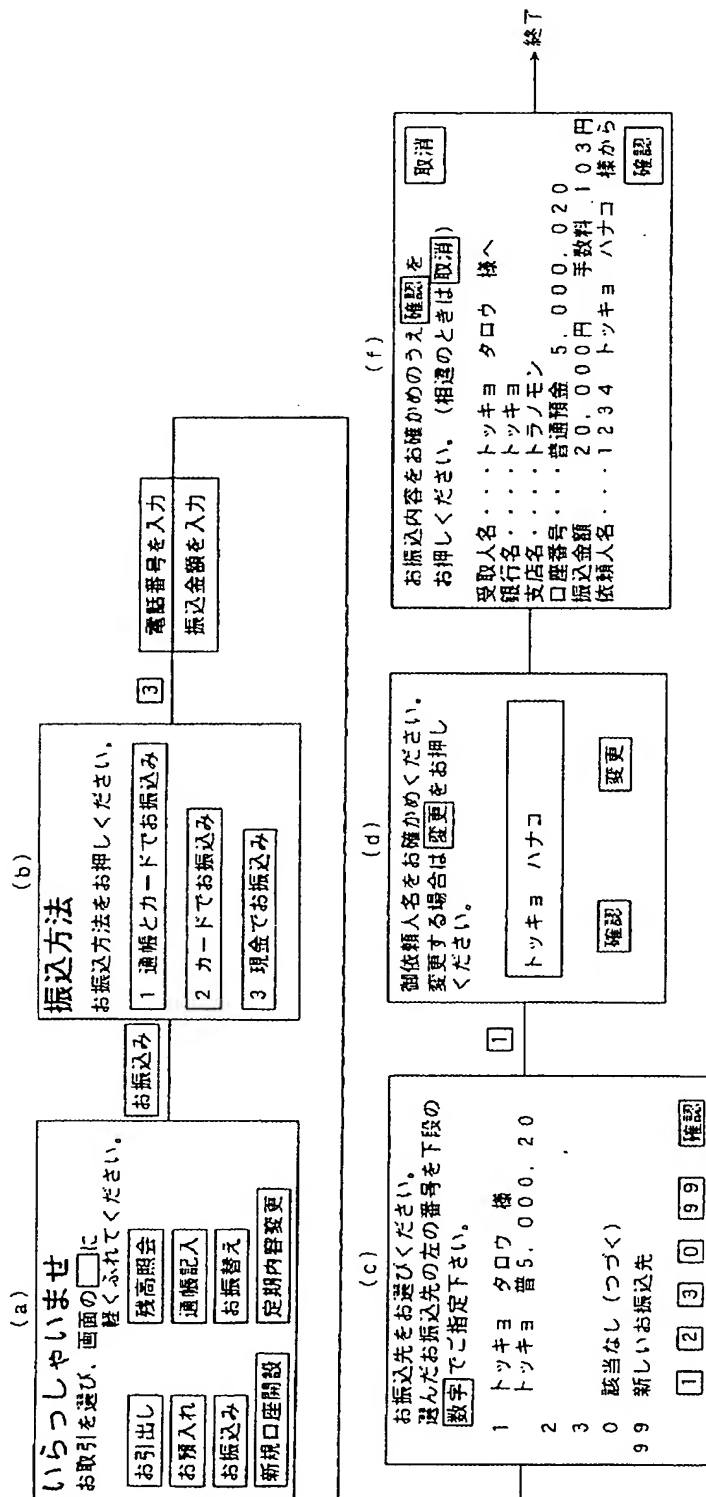 (a)
いらっしゃいませ
お取引を選び、画面の□に
軽くふれてください。
お引出し 残高照会
お預入れ 通帳記入
お振込み お振替え
新規口座開設 定期内容変更
お振込み
(b)
振込方法
お振込方法をお押しください。
1 通帳とカードでお振込み
2 カードでお振込み
3 現金でお振込み
3
電話番号を入力
振込金額を入力
(c)
お振込先をお選びください。
選んだお振込先の左の番号を下段の
数字でご指定下さい。
1 トッキョ タロウ 様
トッキョ 普5.000.20
2
3
0 該当なし(つづく)
99 新しいお振込先
1 2 3 0 99 確認
1
(d)
御依頼人名をお確かめください。
変更する場合は変更をお押し
ください。
トッキョ ハナコ
確認 変更
(f)
お振込内容をお確かめのうえ確認を
お押しください。(相違のときは取消)
取消
受取人名・・・トッキョ タロウ 様へ
銀行名・・・・トッキョ
支店名・・・・トラノモン
口座番号・・・普通預金 5.000.020
振込金額 20,000円 手数料 103円
依頼人名・・・1234 トッキョ ハナコ 様から
確認
終了